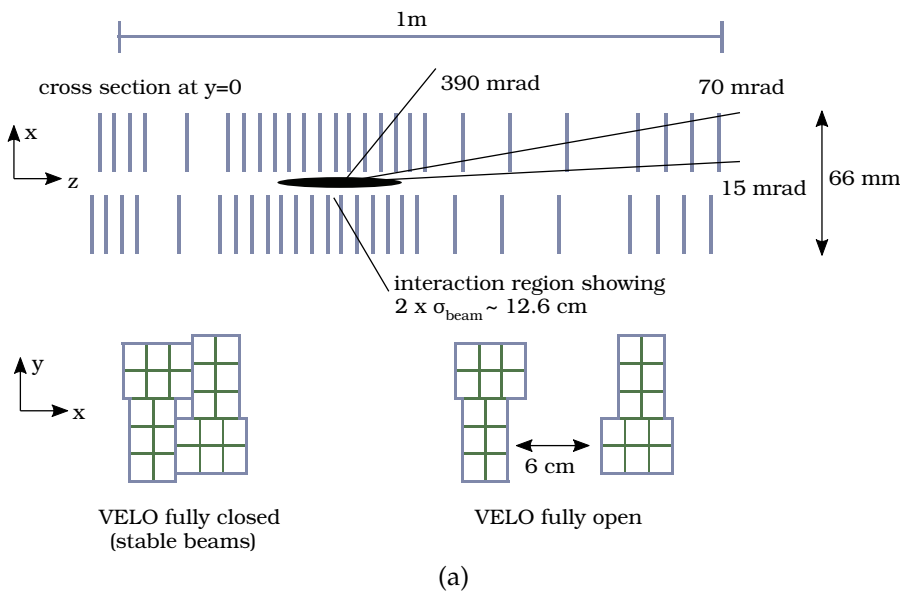 1m
cross section at y=0
390 mrad
70 mrad
x
z
15 mrad
66 mm
interaction region showing
2 x σbeam ~ 12.6 cm
y
x
6 cm
VELO fully closed
(stable beams)
VELO fully open
(a)